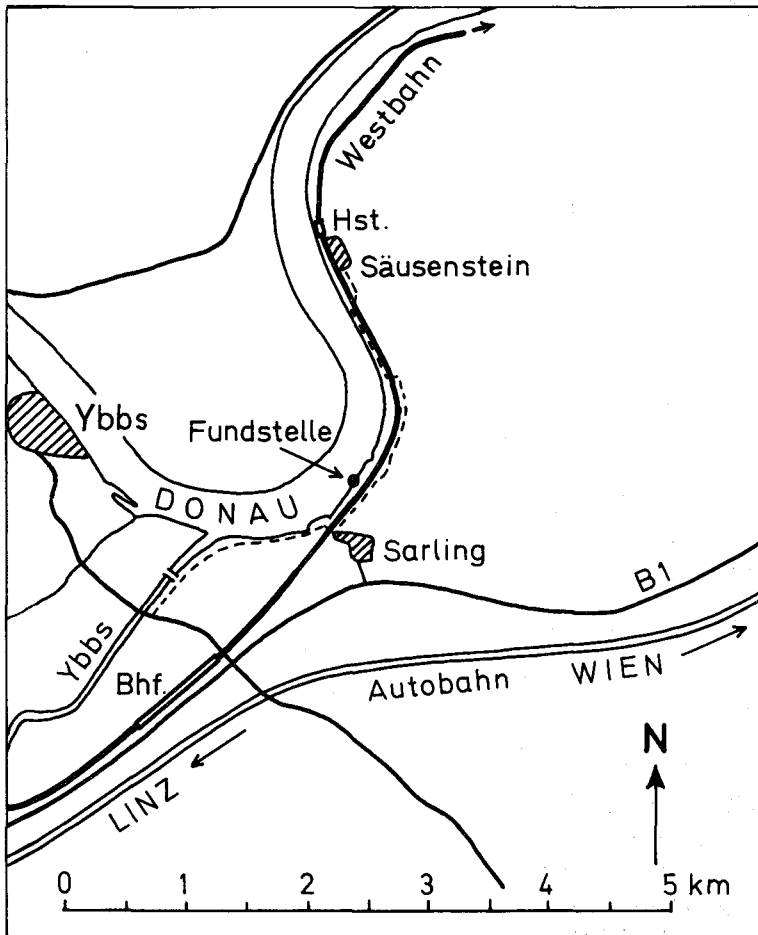 Westbahn
Hst.
Säusenstein
Ybbs
Fundstelle
DONAU
Sarling
B1
Ybbs
Bhf.
Autobahn
WIEN
LINZ
N
0 1 2 3 4 5 km